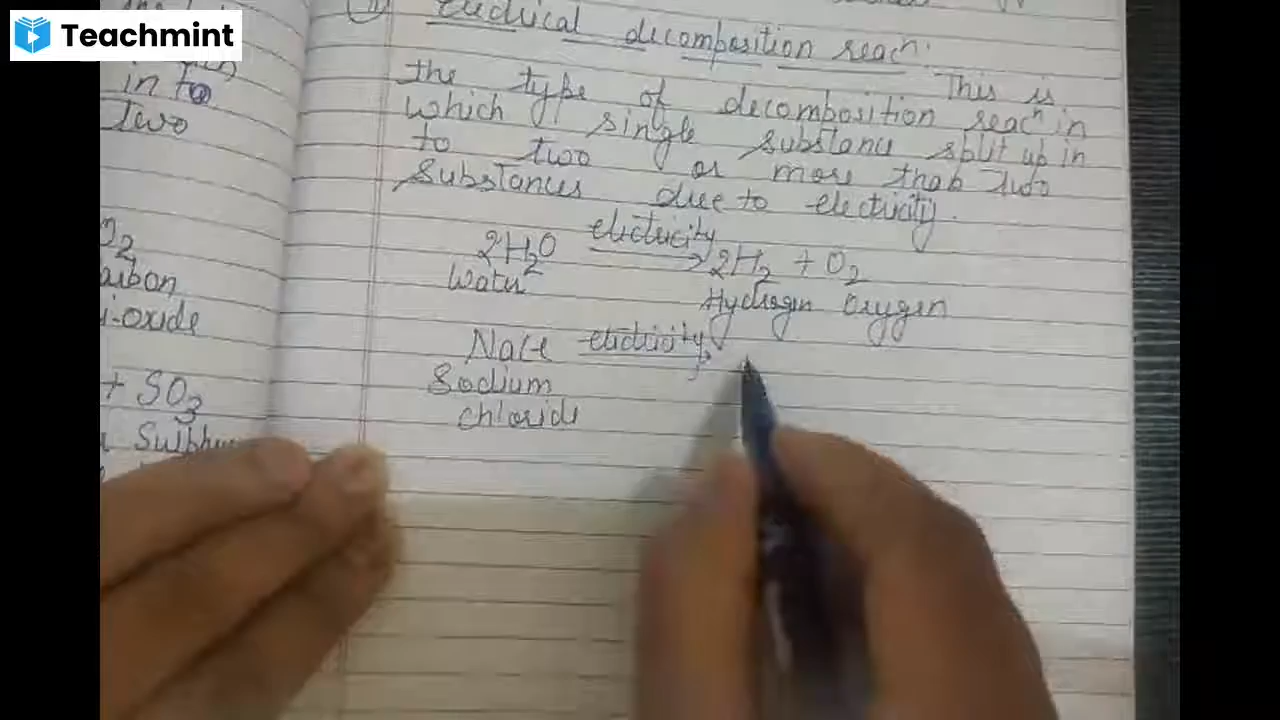 Teachmint
Electrical decomposition reacn.
This is
the type of decomposition reacn in
which single substance split up in
to two or more than two
substances due to electricity.
2H2O electricity → 2H2 + O2
Water Hydrogen Oxygen
NaCl electricity
Sodium
chloride
in to
Two
O2
carbon
di-oxide
+ SO3
Sulphur